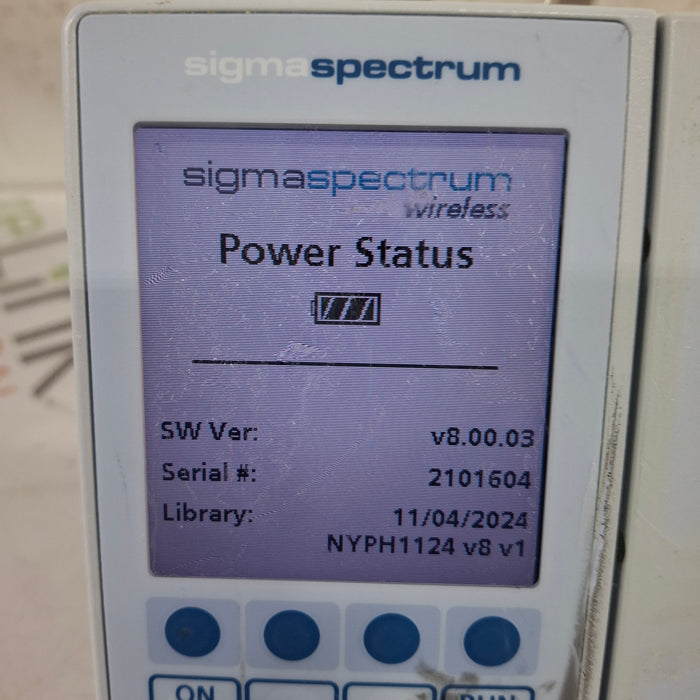 sigmaspectrum
sigmaspectrum
wireless
Power Status
SW Ver: v8.00.03
Serial #: 2101604
Library: 11/04/2024
NYPH1124 v8 v1
ON RUN